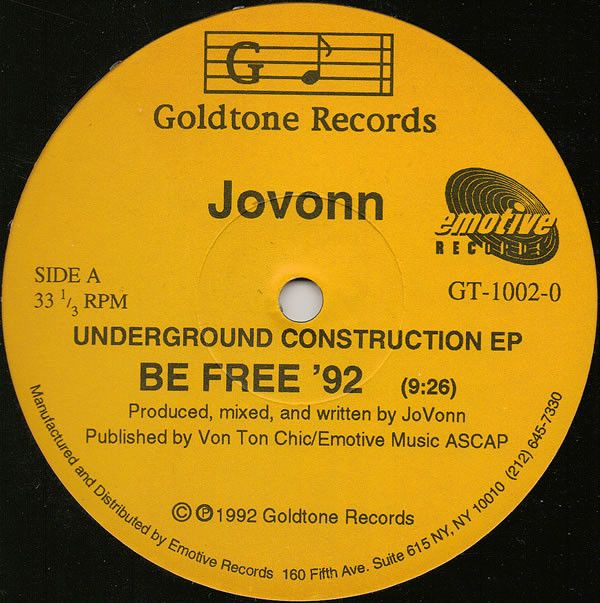 G
Goldtone Records
Jovonn
emotive
RECORDS
SIDE A
33 1/3 RPM
GT-1002-0
UNDERGROUND CONSTRUCTION EP
BE FREE ’92 (9:26)
Produced, mixed, and written by JoVonn
Published by Von Ton Chic/Emotive Music ASCAP
©℗1992 Goldtone Records
Manufactured and Distributed by Emotive Records 160 Fifth Ave. Suite 615 NY, NY 10010 (212) 645-7330